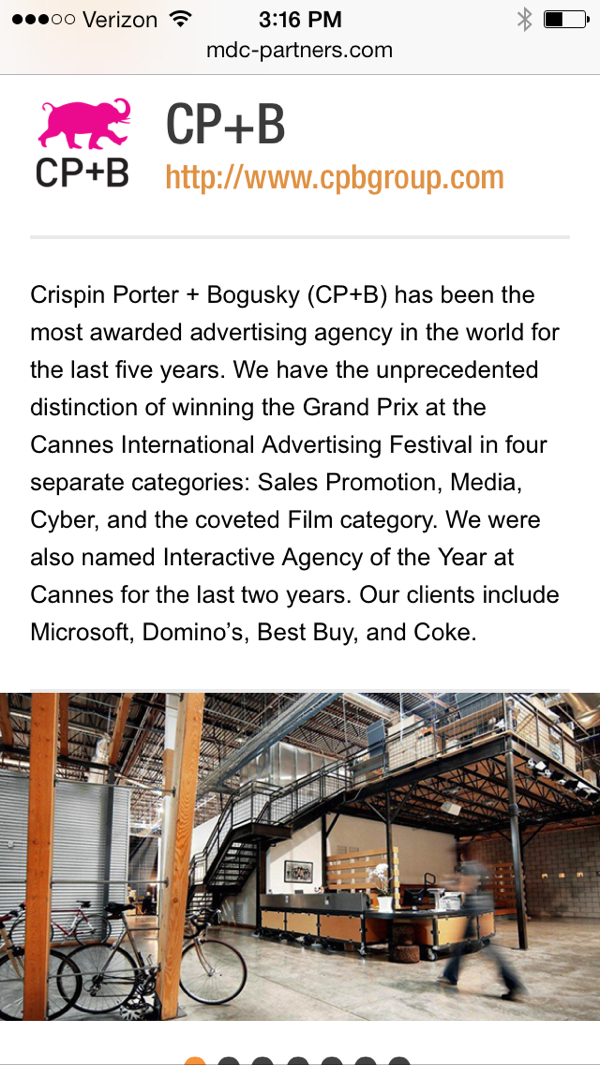 Verizon 3:16 PM
mdc-partners.com
CP+B
CP+B
http://www.cpbgroup.com
Crispin Porter + Bogusky (CP+B) has been the
most awarded advertising agency in the world for
the last five years. We have the unprecedented
distinction of winning the Grand Prix at the
Cannes International Advertising Festival in four
separate categories: Sales Promotion, Media,
Cyber, and the coveted Film category. We were
also named Interactive Agency of the Year at
Cannes for the last two years. Our clients include
Microsoft, Domino’s, Best Buy, and Coke.